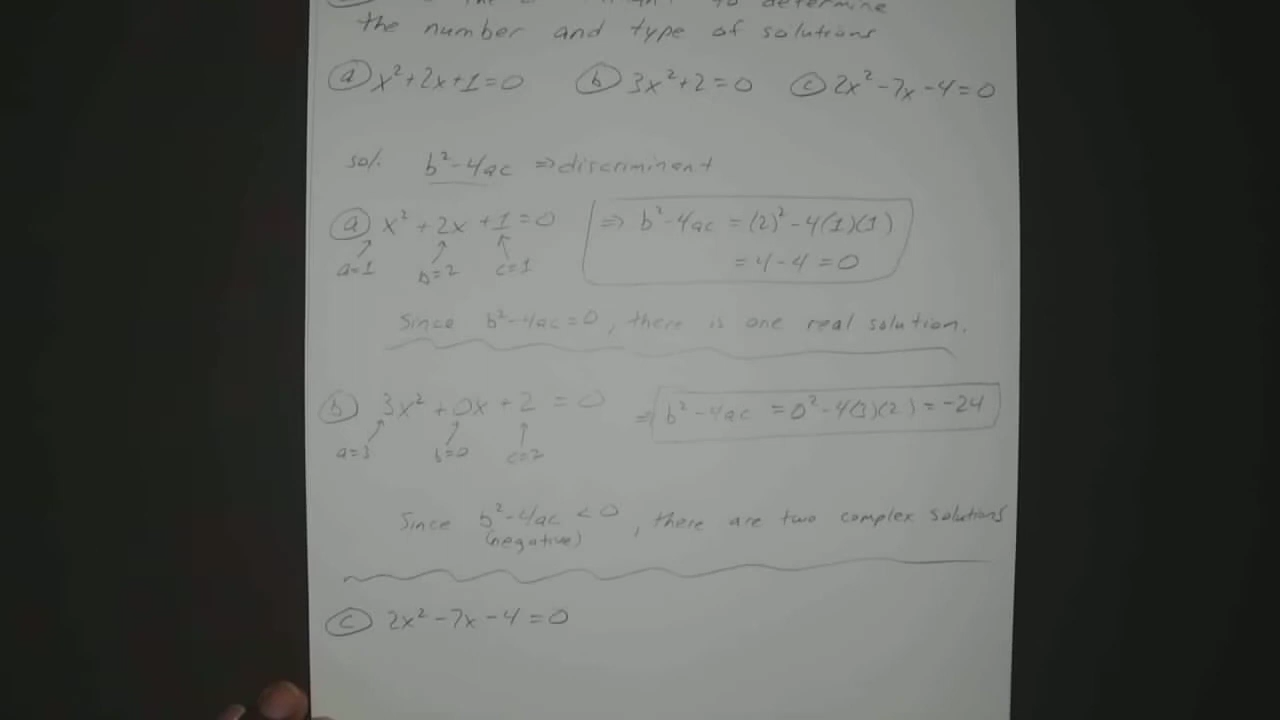 the to determine
the number and type of solutions
(a) x²+2x+1=0 (b) 3x²+2=0 (c) 2x²-7x-4=0
sol. b²-4ac ⇒discriminant
(a) x²+2x+1=0 ⇒ b²-4ac = (2)²-4(1)(1)
a=1 b=2 c=1 = 4-4 = 0
Since b²-4ac=0, there is one real solution.
(b) 3x²+0x+2=0 ⇒ b²-4ac = 0²-4(3)(2) = -24
a=3 b=0 c=2
Since b²-4ac<0, there are two complex solutions
(negative)
(c) 2x²-7x-4=0